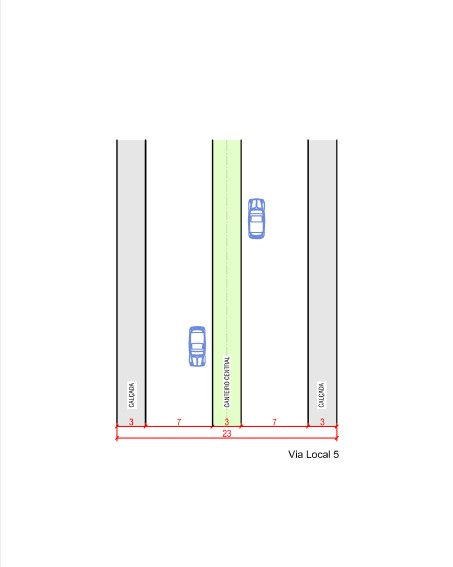 CALÇADA
CANTEIRO CENTRAL
CALÇADA
3 7 3 7 3
23
Via Local 5